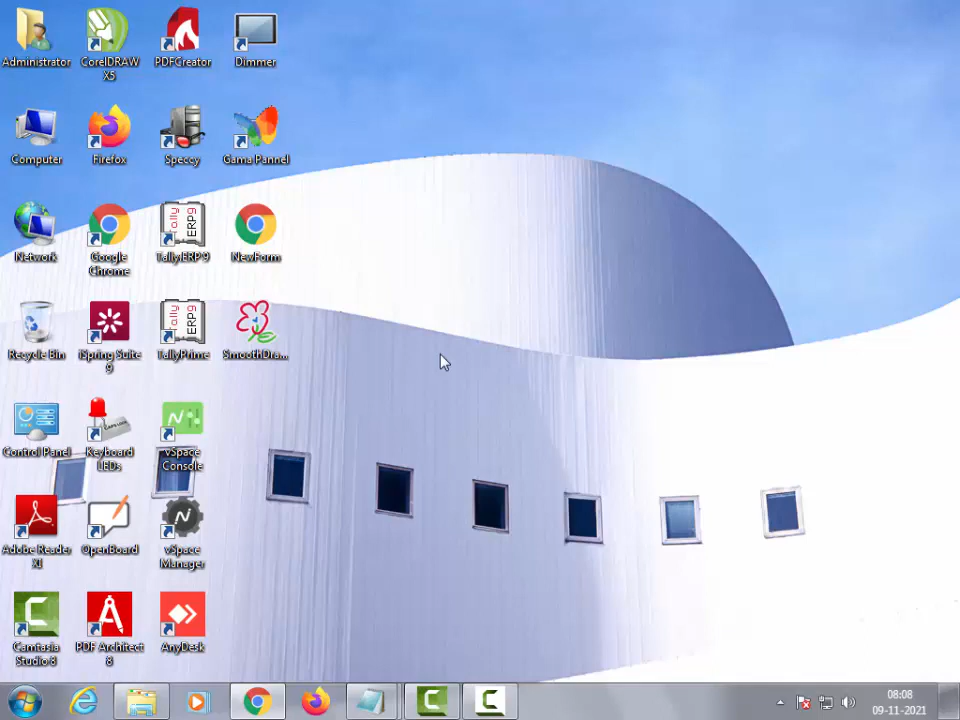 Administrator
CorelDRAW X5
PDFCreator
Dimmer
Computer
Firefox
Speccy
Gama Pannel
Network
Google Chrome
Tally.ERP9
NewForm
Recycle Bin
iSpring Suite 9
TallyPrime
SmoothDra...
Control Panel
Keyboard LEDs
vSpace Console
Adobe Reader XI
OpenBoard
vSpace Manager
Camtasia Studio 8
PDF Architect 8
AnyDesk
08:08
09-11-2021